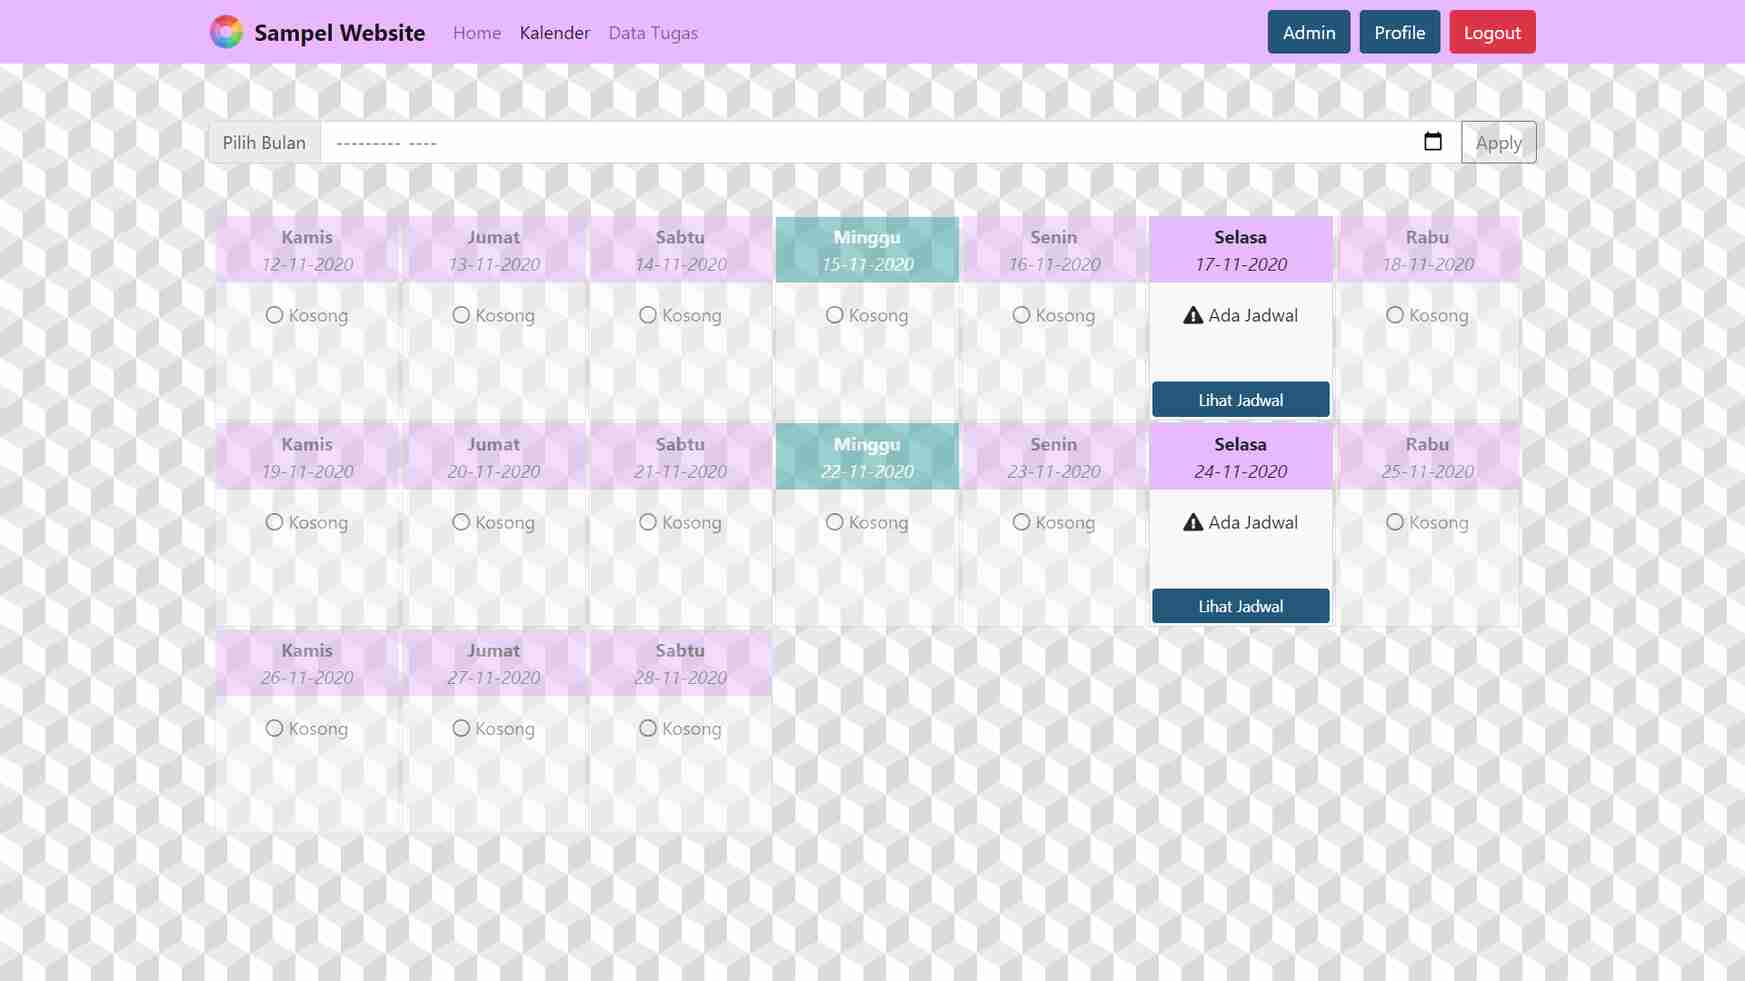 Sampel Website Home Kalender Data Tugas Admin Profile Logout
Pilih Bulan --------- ---- Apply
Kamis Jumat Sabtu Minggu Senin Selasa Rabu
12-11-2020 13-11-2020 14-11-2020 15-11-2020 16-11-2020 17-11-2020 18-11-2020
Kosong Kosong Kosong Kosong Kosong Ada Jadwal Kosong
Lihat Jadwal
Kamis Jumat Sabtu Minggu Senin Selasa Rabu
19-11-2020 20-11-2020 21-11-2020 22-11-2020 23-11-2020 24-11-2020 25-11-2020
Kosong Kosong Kosong Kosong Kosong Ada Jadwal Kosong
Lihat Jadwal
Kamis Jumat Sabtu
26-11-2020 27-11-2020 28-11-2020
Kosong Kosong Kosong